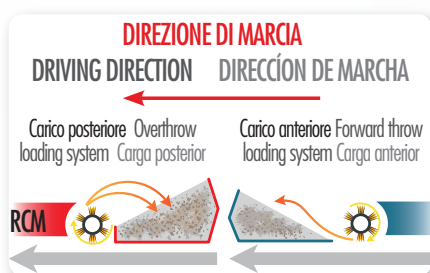 DIREZIONE DI MARCIA
DRIVING DIRECTION DIRECCÍON DE MARCHA
Carico posteriore Overthrow
loading system Carga posterior
Carico anteriore Forward throw
loading system Carga anterior
RCM